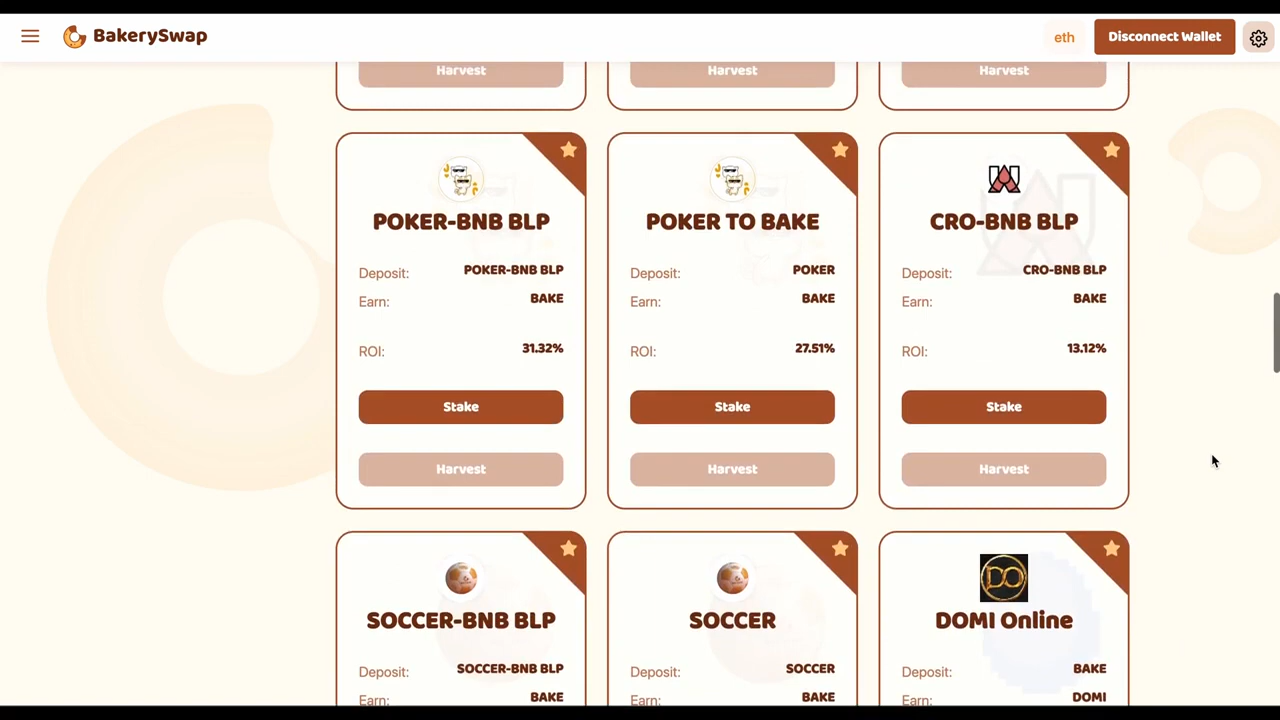 BakerySwap
eth
Disconnect Wallet
Harvest
Harvest
Harvest
POKER-BNB BLP
Deposit: POKER-BNB BLP
Earn: BAKE
ROI: 31.32%
Stake
Harvest
POKER TO BAKE
Deposit: POKER
Earn: BAKE
ROI: 27.51%
Stake
Harvest
CRO-BNB BLP
Deposit: CRO-BNB BLP
Earn: BAKE
ROI: 13.12%
Stake
Harvest
SOCCER-BNB BLP
Deposit: SOCCER-BNB BLP
Earn: BAKE
SOCCER
Deposit: SOCCER
Earn: BAKE
DO
DOMI Online
Deposit: BAKE
Earn: DOMI